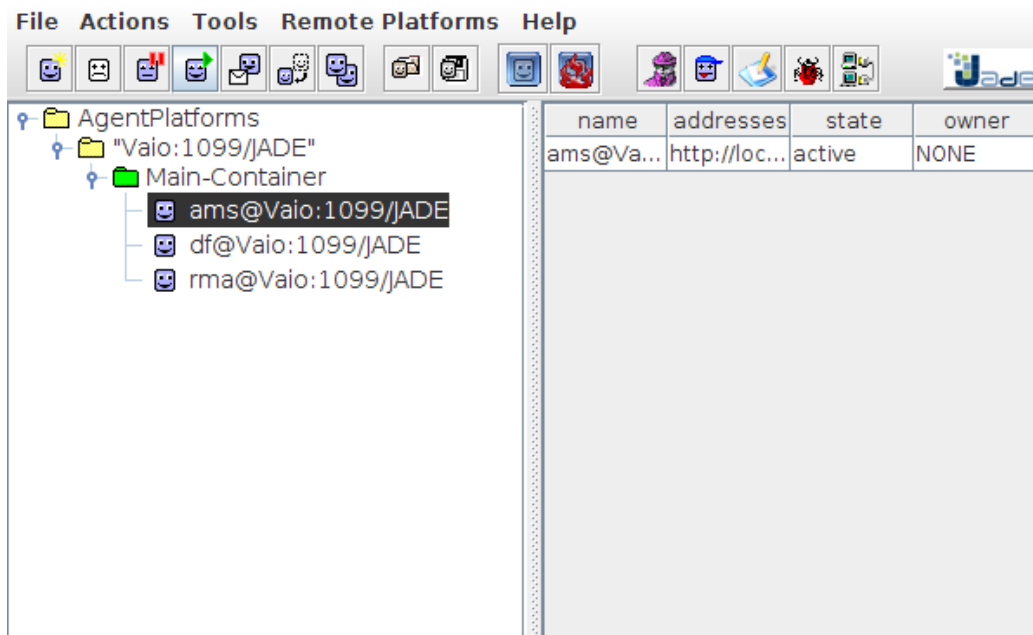 File Actions Tools Remote Platforms Help
Jade
AgentPlatforms
"Vaio:1099/JADE"
Main-Container
ams@Vaio:1099/JADE
df@Vaio:1099/JADE
rma@Vaio:1099/JADE
name addresses state owner
ams@Va... http://loc... active NONE